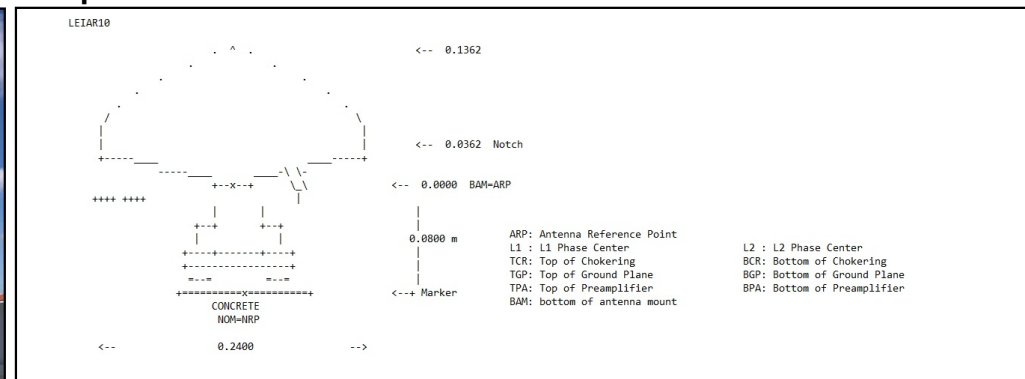 LEIAR10
<-- 0.1362
<-- 0.0362 Notch
<-- 0.0000 BAM=ARP
0.0800 m
<--+ Marker
CONCRETE
NOM=NRP
<-- 0.2400 -->
ARP: Antenna Reference Point
L1 : L1 Phase Center L2 : L2 Phase Center
TCR: Top of Chokering BCR: Bottom of Chokering
TGP: Top of Ground Plane BGP: Bottom of Ground Plane
TPA: Top of Preamplifier BPA: Bottom of Preamplifier
BAM: bottom of antenna mount